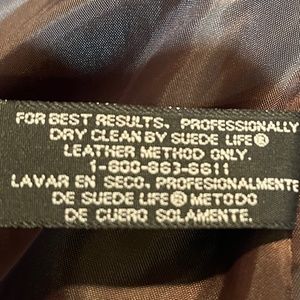 FOR BEST RESULTS, PROFESSIONALLY
DRY CLEAN BY SUEDE LIFE®
LEATHER METHOD ONLY.
1-800-663-6611
LAVAR EN SECO, PROFESIONALMENTE
DE SUEDE LIFE® METODO
DE CUERO SOLAMENTE.